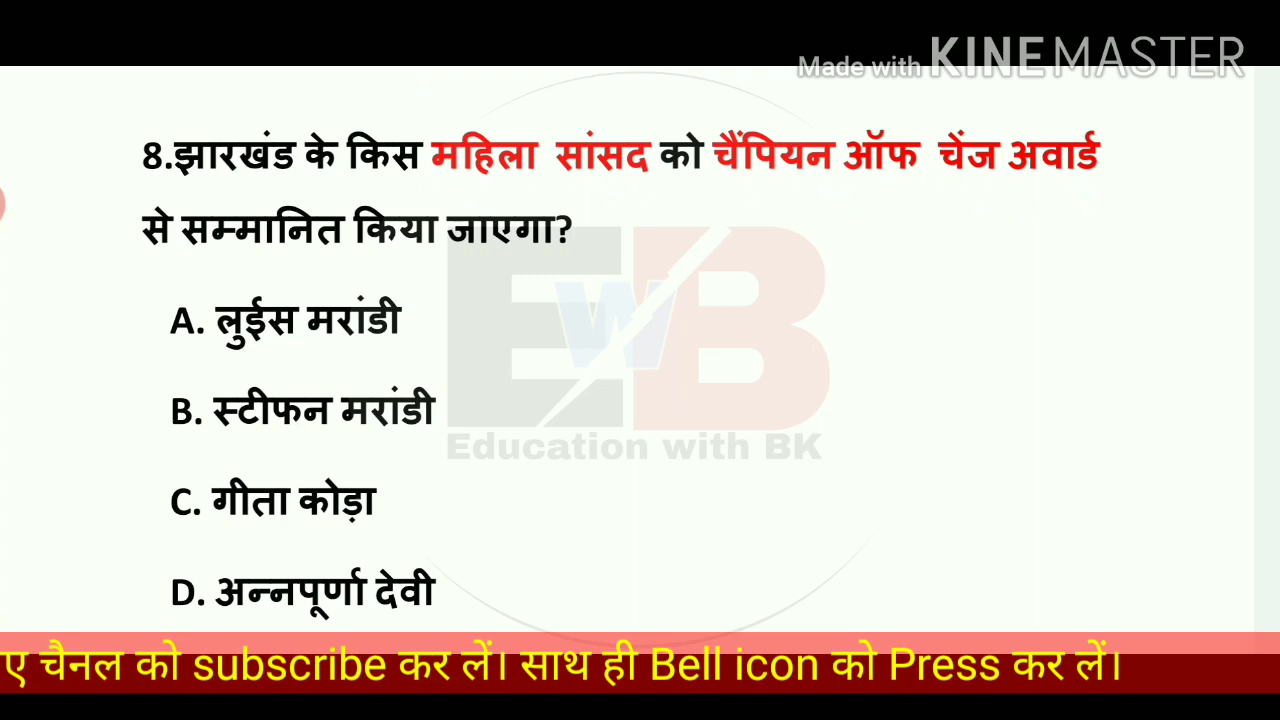 Made with KINEMASTER
8.झारखंड के किस महिला सांसद को चैंपियन ऑफ चेंज अवार्ड
से सम्मानित किया जाएगा?
A. लुईस मरांडी
B. स्टीफन मरांडी
EWB
Education with BK
C. गीता कोड़ा
D. अन्नपूर्णा देवी
ए चैनल को subscribe कर लें। साथ ही Bell icon को Press कर लें।